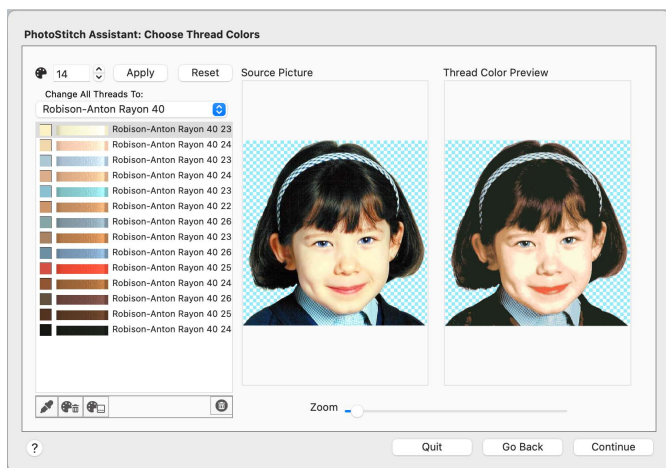 PhotoStitch Assistant: Choose Thread Colors
14
Apply
Reset
Change All Threads To:
Robison-Anton Rayon 40
Robison-Anton Rayon 40 23
Robison-Anton Rayon 40 24
Robison-Anton Rayon 40 23
Robison-Anton Rayon 40 24
Robison-Anton Rayon 40 23
Robison-Anton Rayon 40 22
Robison-Anton Rayon 40 26
Robison-Anton Rayon 40 23
Robison-Anton Rayon 40 26
Robison-Anton Rayon 40 25
Robison-Anton Rayon 40 24
Robison-Anton Rayon 40 26
Robison-Anton Rayon 40 25
Robison-Anton Rayon 40 24
Source Picture
Thread Color Preview
Zoom
?
Quit
Go Back
Continue